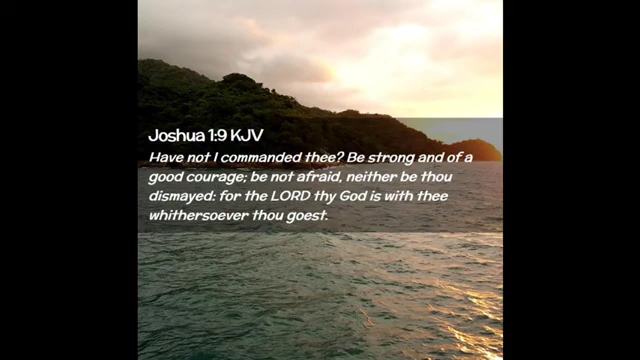 Joshua 1:9 KJV
Have not I commanded thee? Be strong and of a
good courage; be not afraid, neither be thou
dismayed: for the LORD thy God is with thee
whithersoever thou goest.